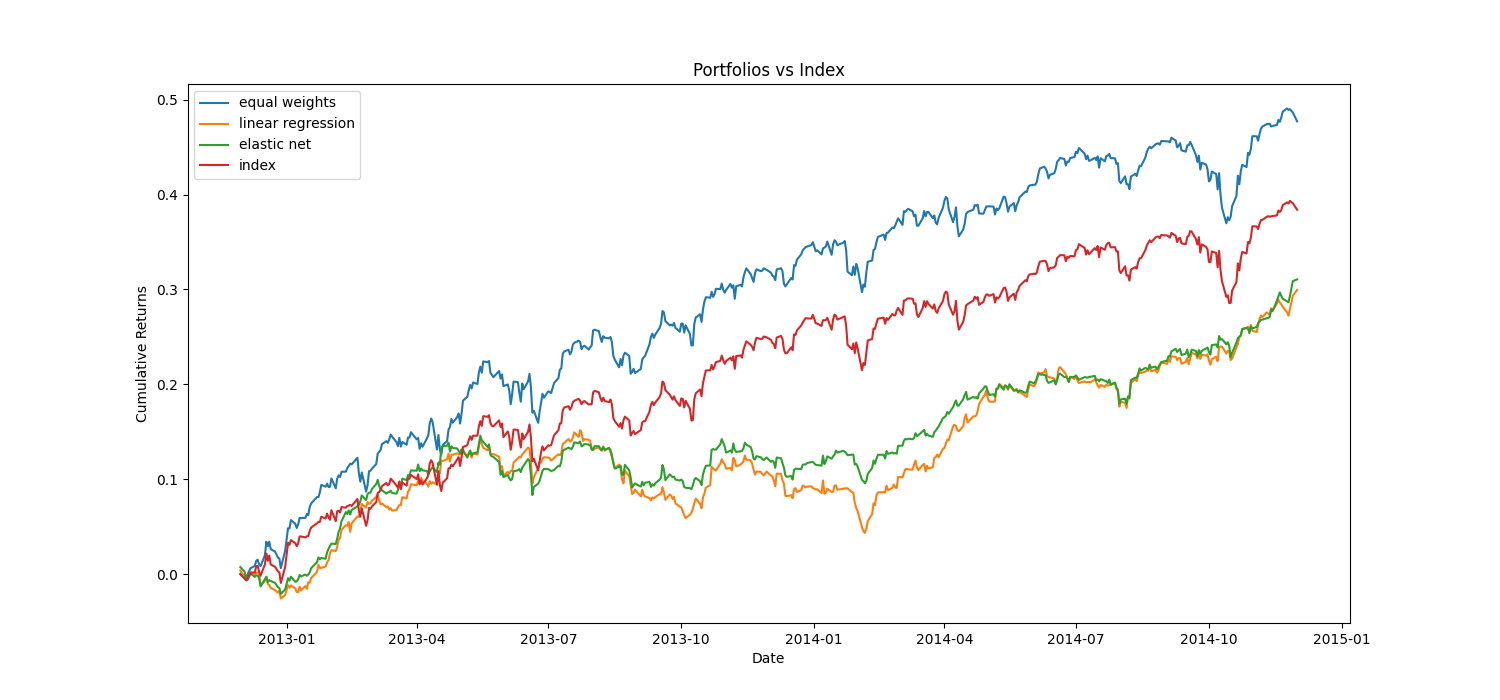 Portfolios vs Index
equal weights
linear regression
elastic net
index
Cumulative Returns
0.5
0.4
0.3
0.2
0.1
0.0
2013-01 2013-04 2013-07 2013-10 2014-01 2014-04 2014-07 2014-10 2015-01
Date